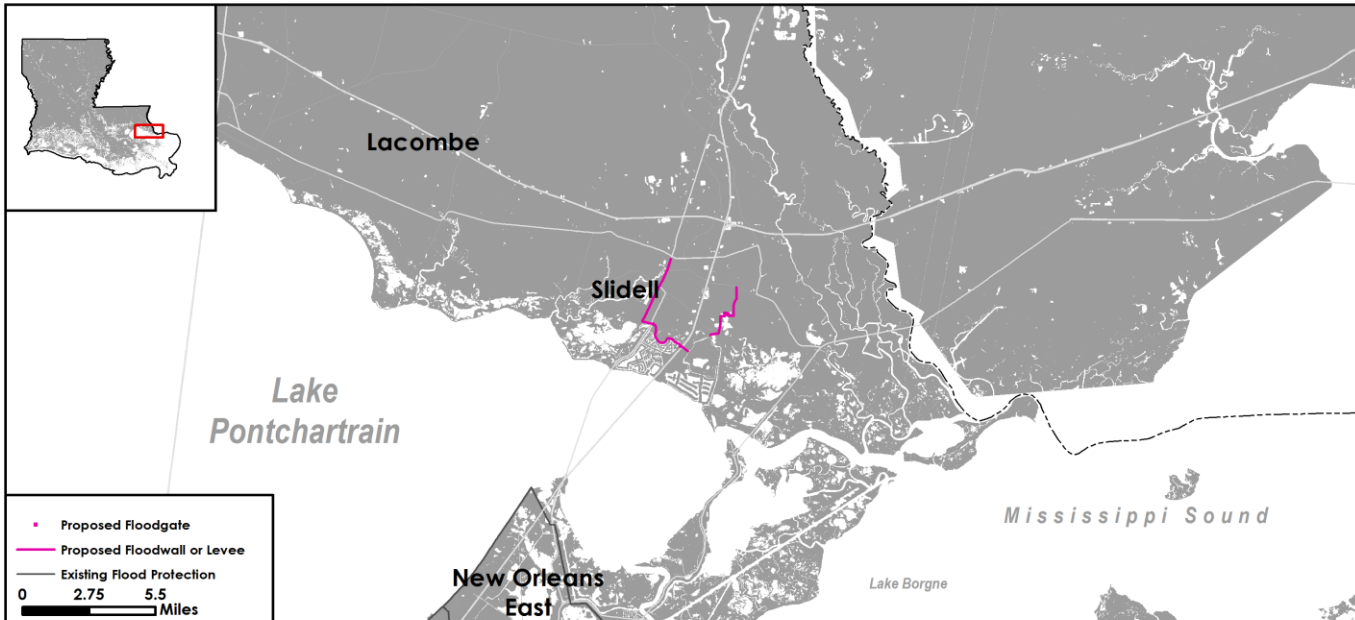 Lacombe
Slidell
Lake
Pontchartrain
Mississippi Sound
Lake Borgne
New Orleans
East
Proposed Floodgate
Proposed Floodwall or Levee
Existing Flood Protection
0 2.75 5.5
Miles